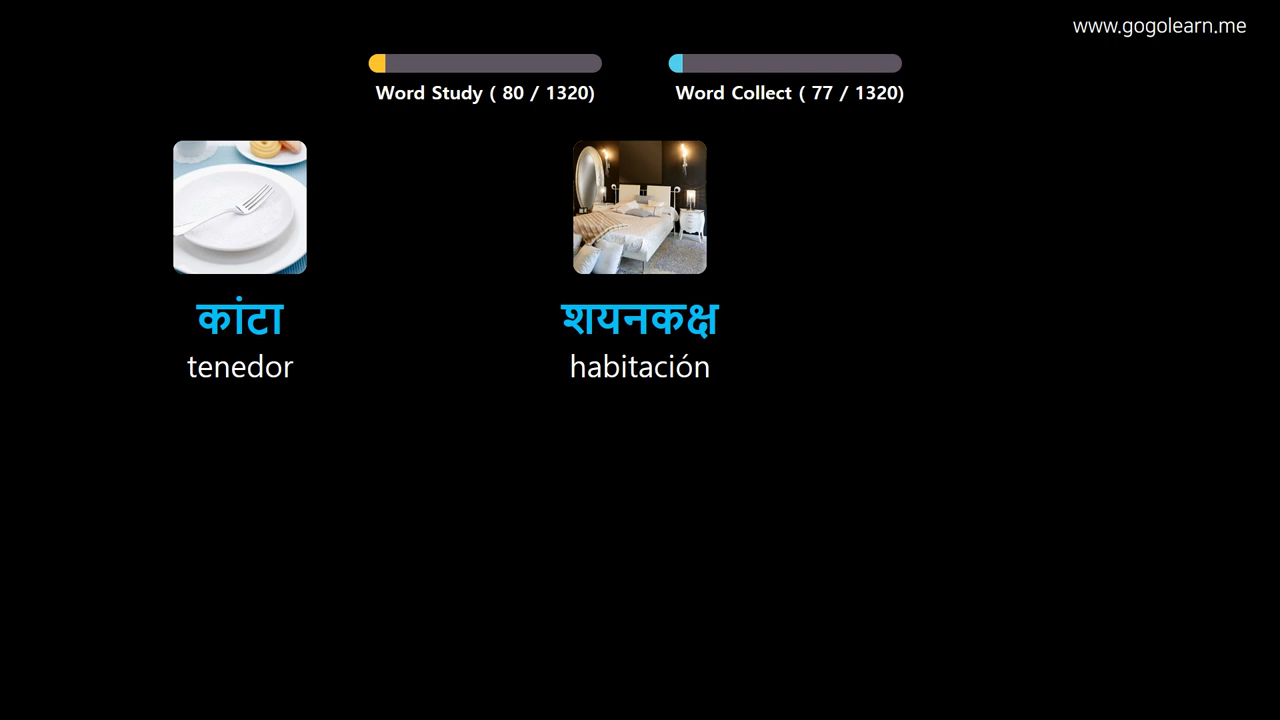 www.gogolearn.me
Word Study ( 80 / 1320)
Word Collect ( 77 / 1320)
कांटा
tenedor
शयनकक्ष
habitación